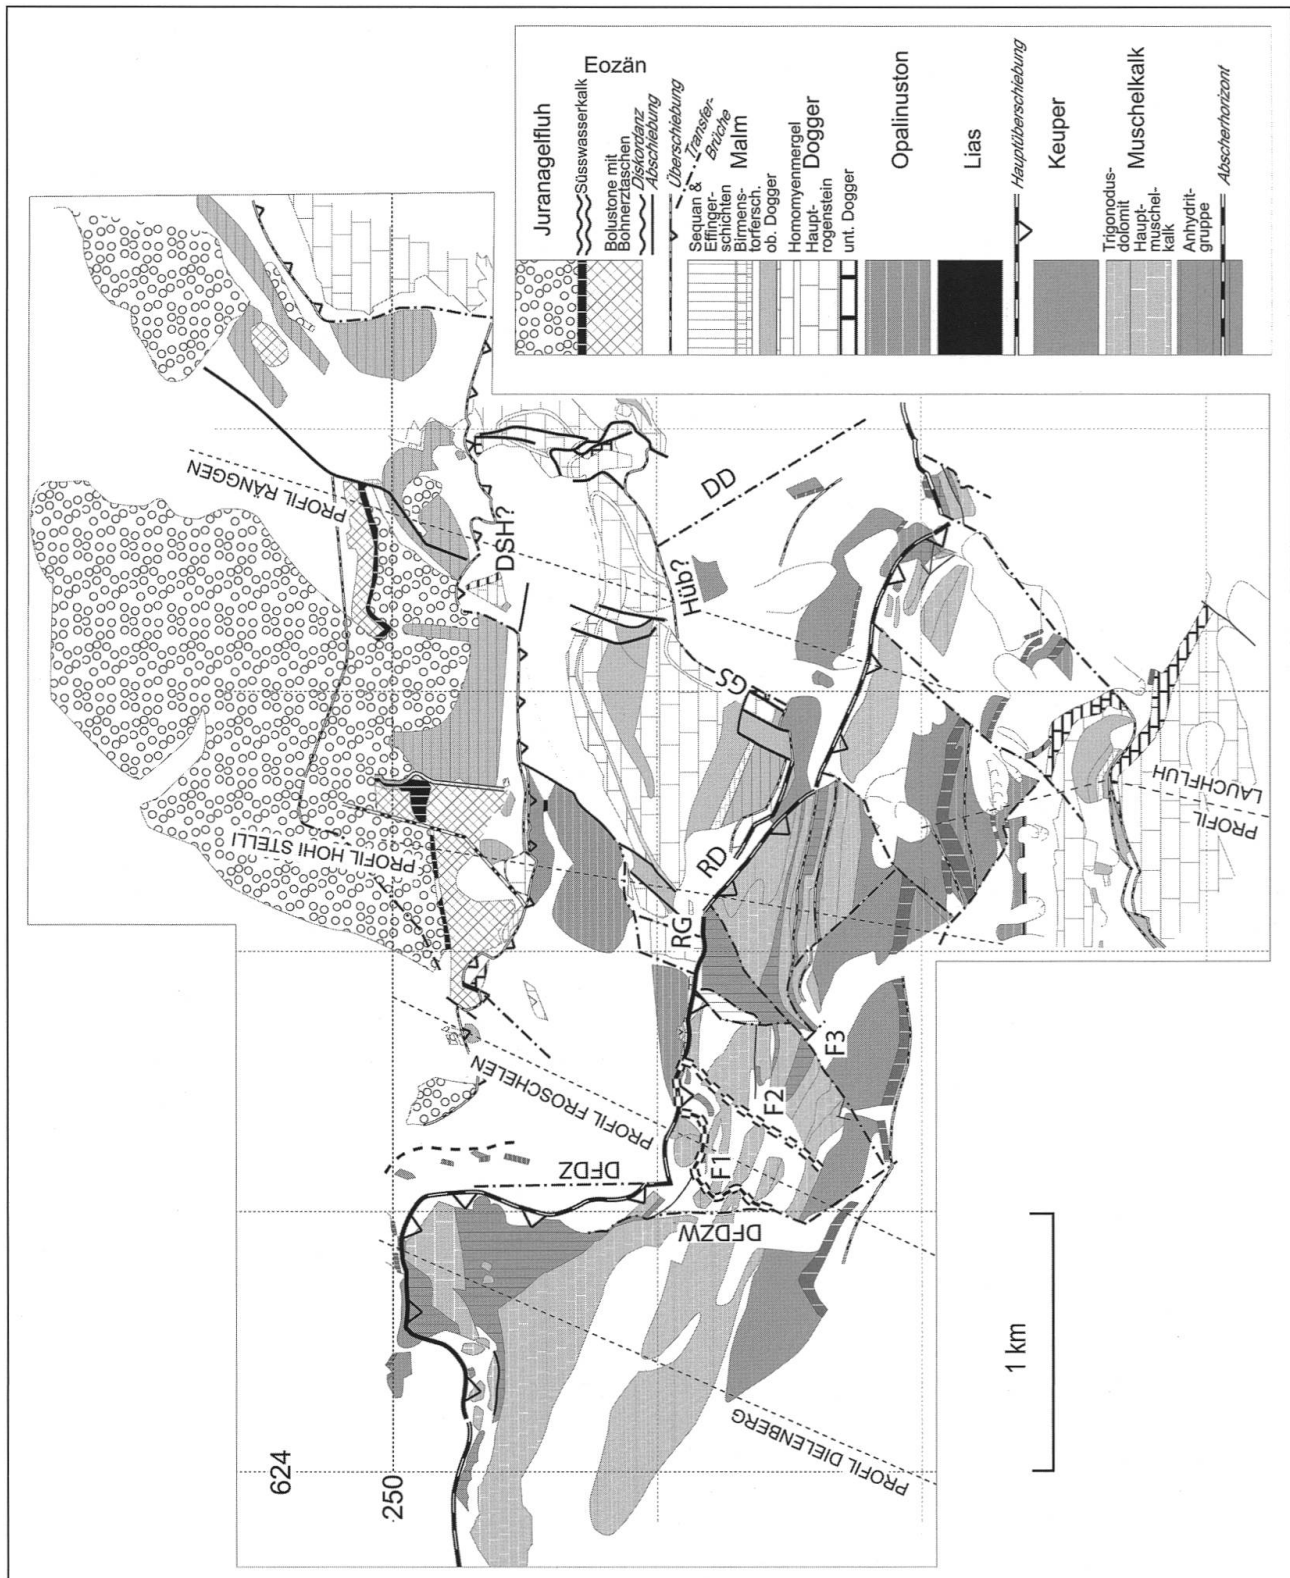 Juranagelfluh
Süsswasserkalk
Eozän
Bolustone mit
Bohnerztaschen
Diskordanz
Abschiebung
Überschiebung
Transfer-
Brüche
Sequan &
Effinger-
schichten
Birmens-
torfersch.
Malm
ob. Dogger
Homomyenmergel
Haupt-
rogenstein
unt. Dogger
Dogger
Opalinuston
Lias
Hauptüberschiebung
Keuper
Trigonodus-
dolomit
Haupt-
muschel-
kalk
Anhydrit-
gruppe
Muschelkalk
Abscherhorizont
PROFIL RÄNGGEN
DSH?
DD
Hüb?
GS
PROFIL HOHI STELLI
RD
RG
PROFIL
LAUCHFLUH
PROFIL FROSCHELEN
F3
F2
F1
DFDZ
DFDZW
PROFIL DIELENBERG
624
250
1 km